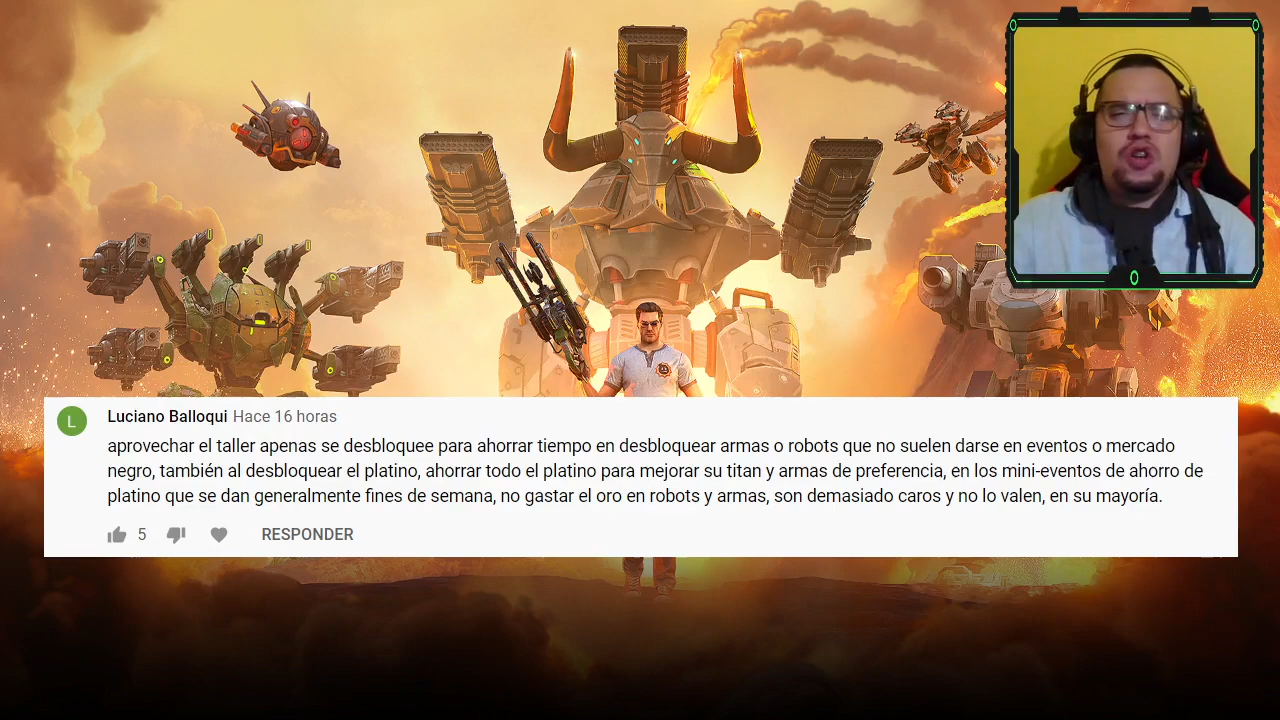 L
Luciano Balloqui Hace 16 horas
aprovechar el taller apenas se desbloquee para ahorrar tiempo en desbloquear armas o robots que no suelen darse en eventos o mercado
negro, también al desbloquear el platino, ahorrar todo el platino para mejorar su titan y armas de preferencia, en los mini-eventos de ahorro de
platino que se dan generalmente fines de semana, no gastar el oro en robots y armas, son demasiado caros y no lo valen, en su mayoría.
5 RESPONDER